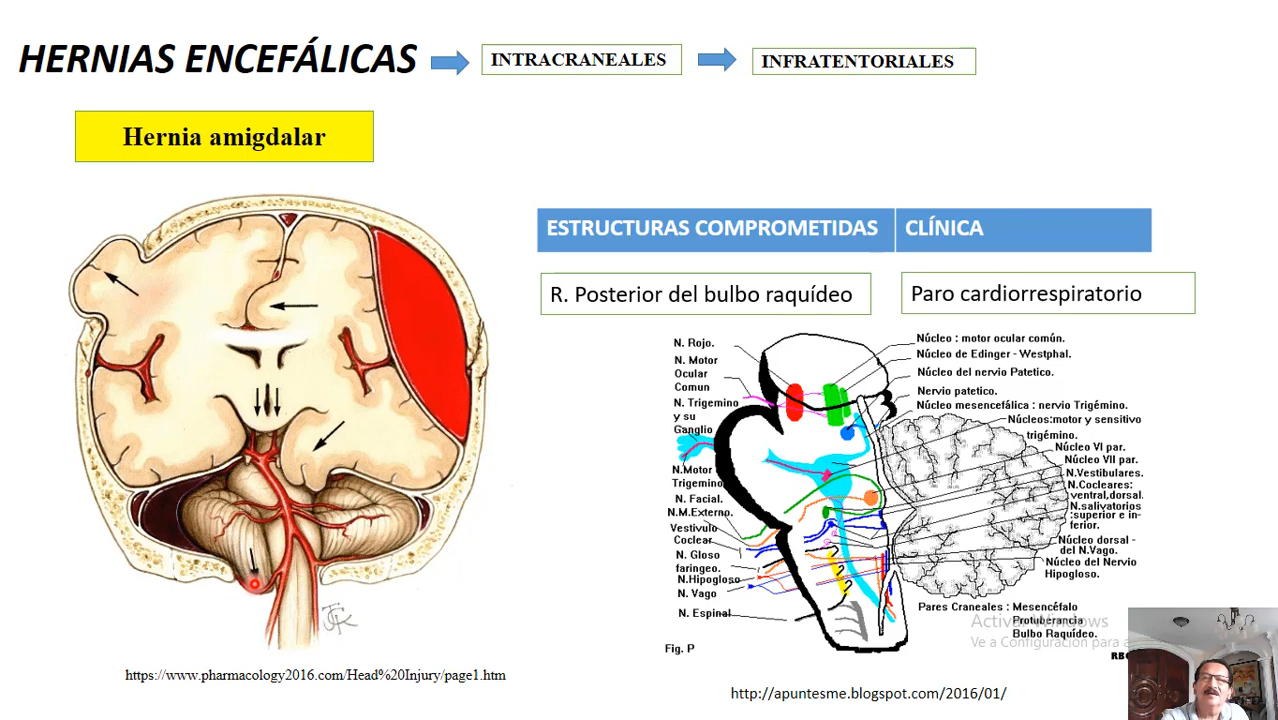 HERNIAS ENCEFÁLICAS
INTRACRANEALES
INFRATENTORIALES
Hernia amigdalar
ESTRUCTURAS COMPROMETIDAS
CLÍNICA
R. Posterior del bulbo raquídeo
Paro cardiorrespiratorio
N. Rojo.
N. Motor
Ocular
Comun
N. Trigemino
y su
Ganglio
N.Motor
Trigemino
N. Facial.
N.M.Externo.
Vestivulo
Coclear
N. Gloso
faringeo.
N.Hipogloso
N. Vago
N. Espinal
Fig. P
Núcleo : motor ocular común.
Núcleo de Edinger - Westphal.
Núcleo del nervio Patetico.
Nervio patetico.
Núcleo mesencefálica : nervio Trigémino.
Núcleos:motor y sensitivo
trigémino.
Núcleo VI par.
Núcleo VII par.
N.Vestibulares.
N.Cocleares:
ventral,dorsal.
N.salivatorios
:superior e in-
ferior.
Núcleo dorsal -
del N.Vago.
Núcleo del Nervio
Hipogloso.
Pares Craneales : Mesencéfalo
Protuberancia
Bulbo Raquídeo.
Activar Windows
Ve a Configuración para a
https://www.pharmacology2016.com/Head%20Injury/page1.htm
http://apuntesme.blogspot.com/2016/01/